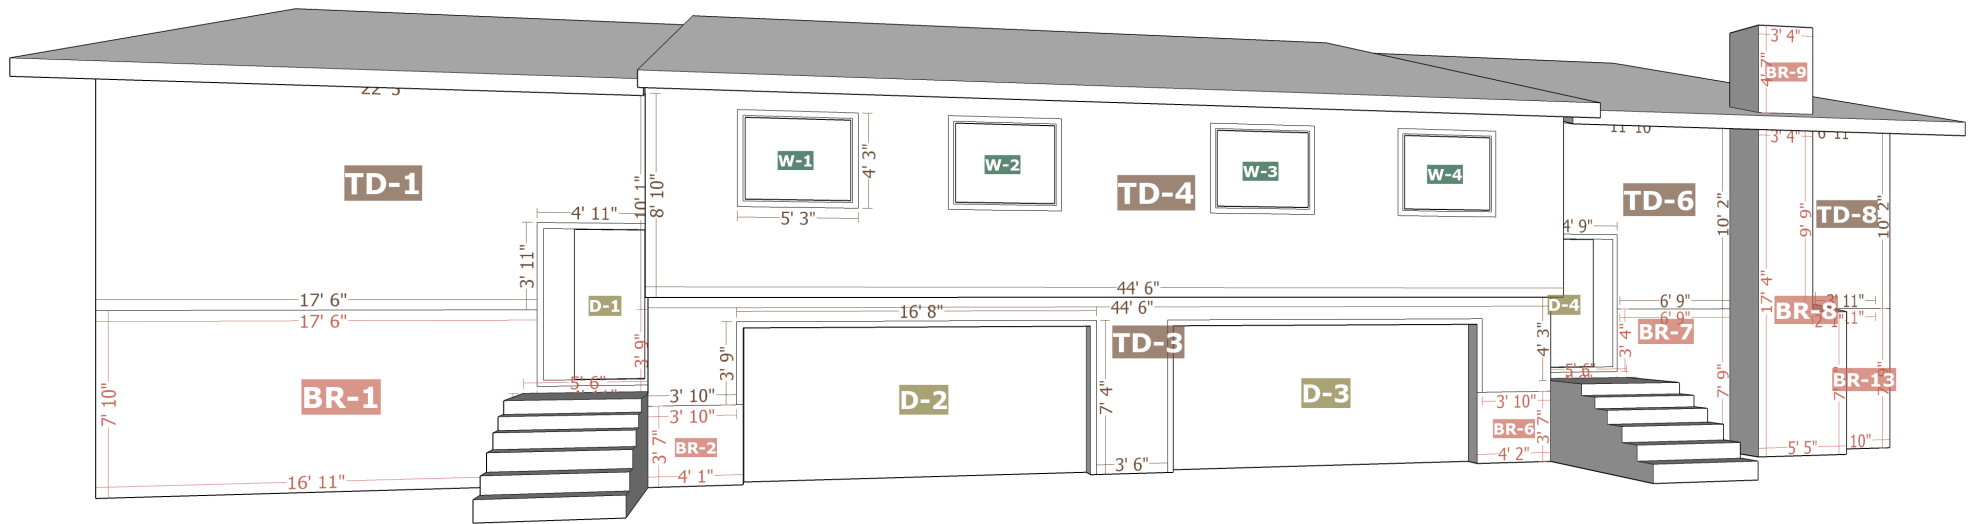 3' 4"
BR-9
4' 7"
22' 5"
11' 10"
3' 4"
6' 11"
TD-1
10' 1"
8' 10"
W-1
4' 3"
5' 3"
W-2
W-3
W-4
TD-4
TD-6
10' 2"
9' 9"
TD-8
10' 2"
4' 11"
3' 11"
4' 9"
17' 6"
17' 6"
D-1
44' 6"
44' 6"
16' 8"
D-4
6' 9"
6' 9"
17' 4"
BR-8
3' 11"
TD-3
BR-7
3' 9"
3' 9"
4' 3"
3' 4"
5' 6"
5' 6"
7' 10"
BR-1
3' 10"
3' 10"
D-2
7' 4"
D-3
3' 10"
7' 9"
BR-13
3' 7"
BR-2
BR-6
3' 7"
16' 11"
4' 1"
3' 6"
4' 2"
5' 5"
10"